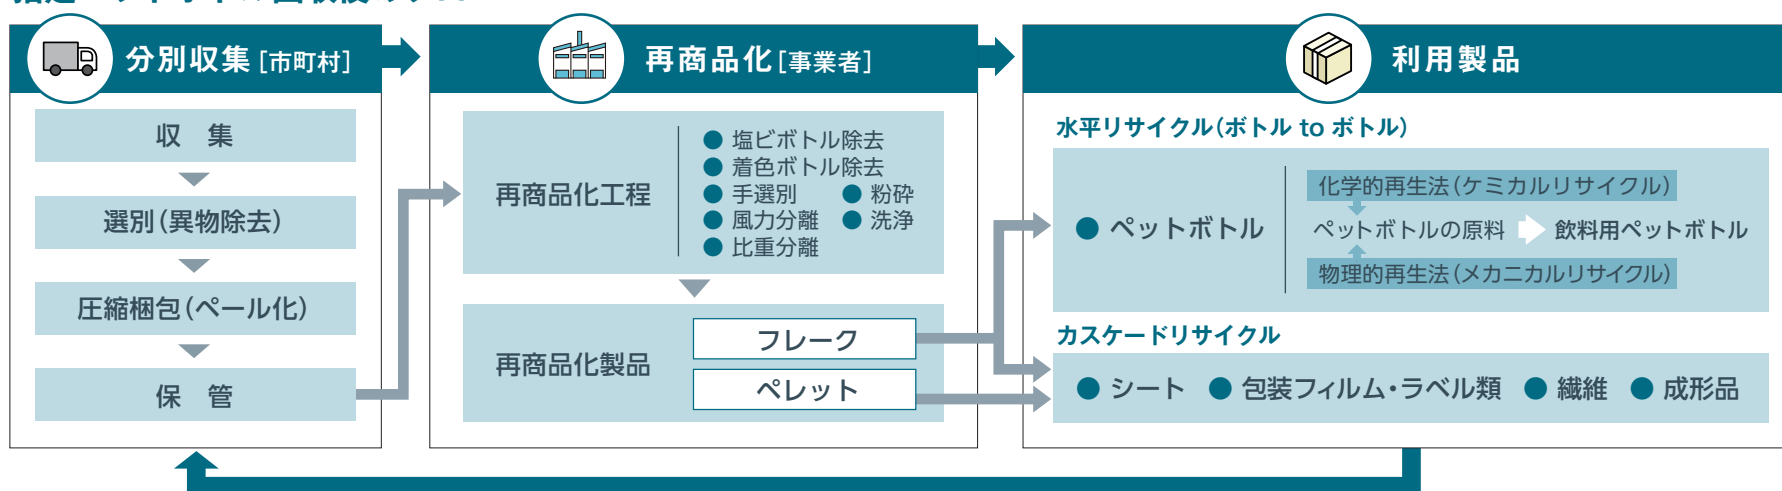 分別収集[市町村]
収 集
選別(異物除去)
圧縮梱包(ベール化)
保 管
再商品化[事業者]
再商品化工程
● 塩ビボトル除去
● 着色ボトル除去
● 手選別 ● 粉砕
● 風力分離 ● 洗浄
● 比重分離
再商品化製品
フレーク
ペレット
利用製品
水平リサイクル(ボトル to ボトル)
● ペットボトル
化学的再生法(ケミカルリサイクル)
ペットボトルの原料
飲料用ペットボトル
物理的再生法(メカニカルリサイクル)
カスケードリサイクル
● シート ● 包装フィルム・ラベル類 ● 繊維 ● 成形品